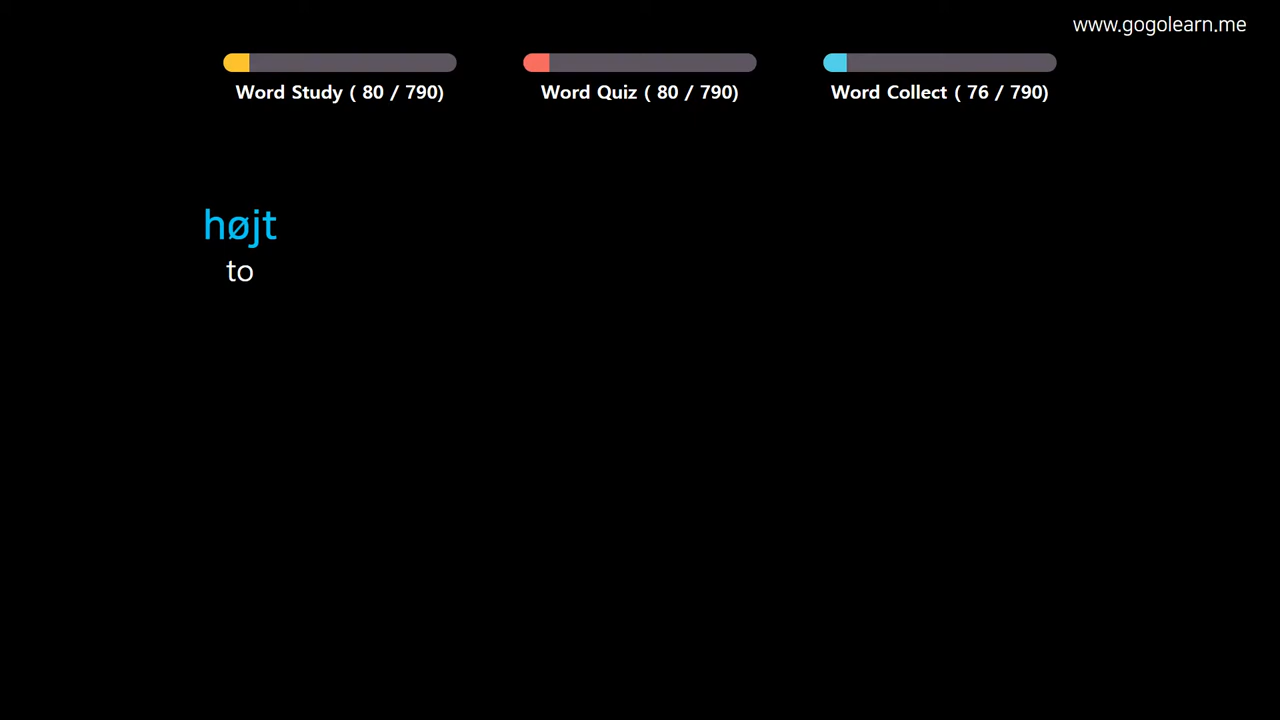 www.gogolearn.me
Word Study ( 80 / 790)
Word Quiz ( 80 / 790)
Word Collect ( 76 / 790)
højt
to